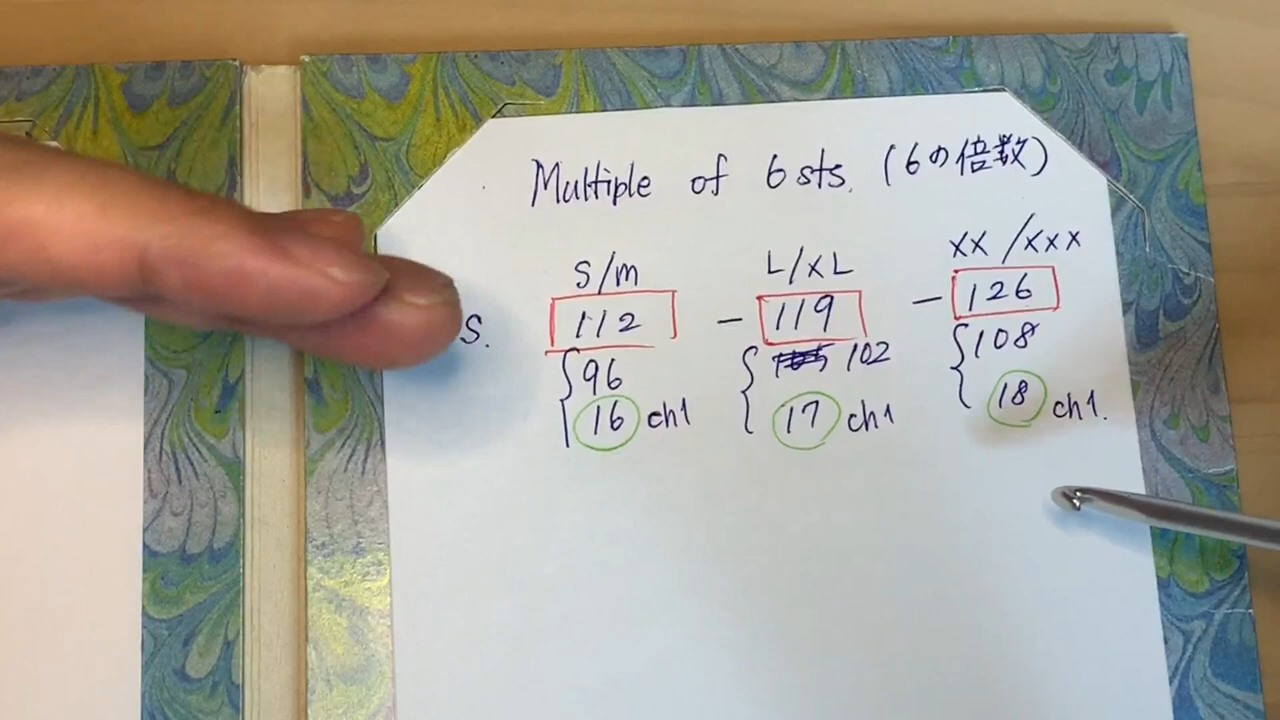 Multiple of 6 sts. (6の倍数)
S/M L/XL XX/XXX
S. 112 - 119 - 126
96 102 108
16 ch1 17 ch1 18 ch1.